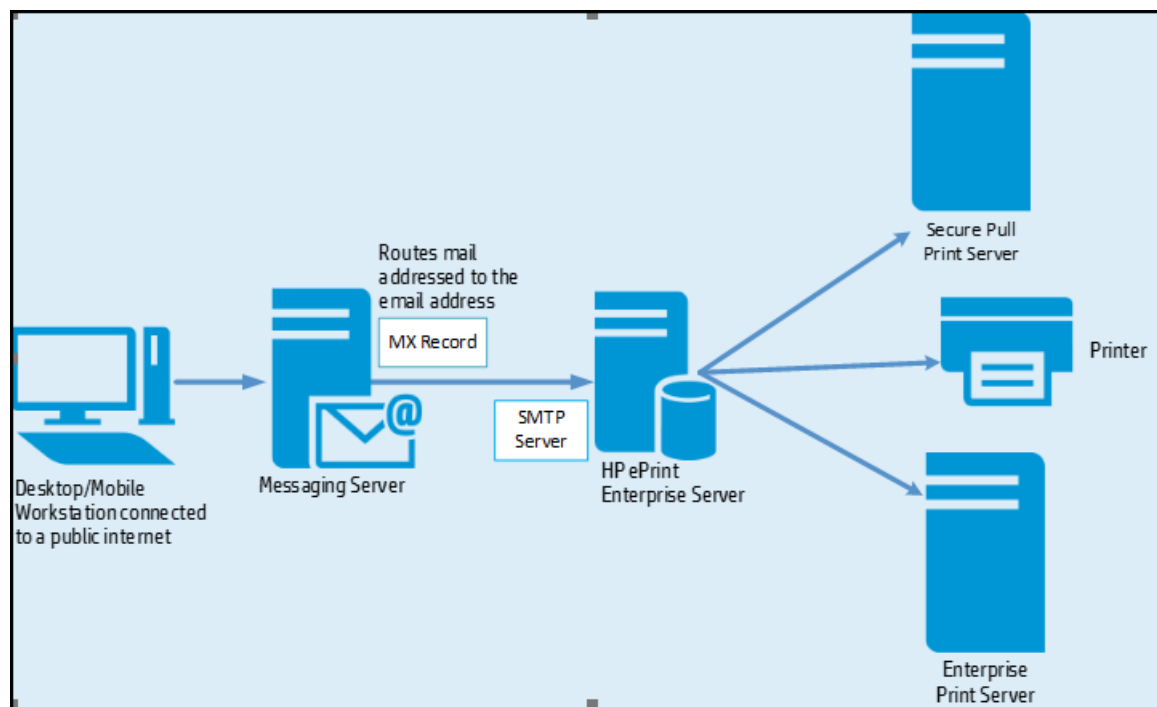 Desktop/Mobile
Workstation connected
to a public internet
Messaging Server
Routes mail
addressed to the
email address
MX Record
SMTP
Server
HP ePrint
Enterprise Server
Secure Pull
Print Server
Printer
Enterprise
Print Server
@